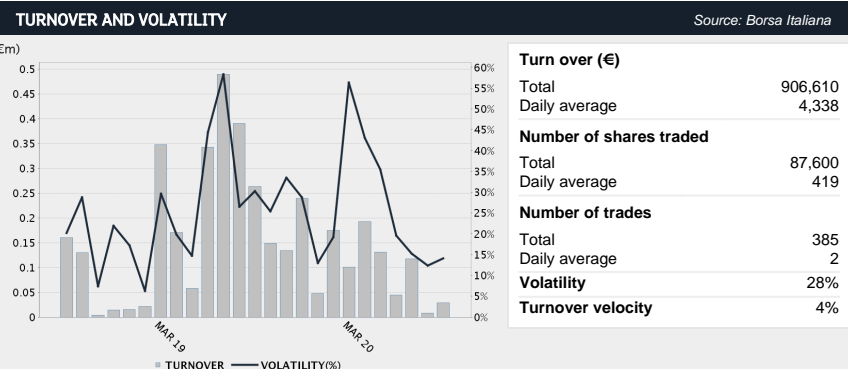 TURNOVER AND VOLATILITY
Source: Borsa Italiana
€m)
0.5
0.45
0.4
0.35
0.3
0.25
0.2
0.15
0.1
0.05
0
60%
55%
50%
45%
40%
35%
30%
25%
20%
15%
10%
5%
0%
MAR 19
MAR 20
TURNOVER
VOLATILITY(%)
Turn over (€)
Total 906,610
Daily average 4,338
Number of shares traded
Total 87,600
Daily average 419
Number of trades
Total 385
Daily average 2
Volatility 28%
Turnover velocity 4%